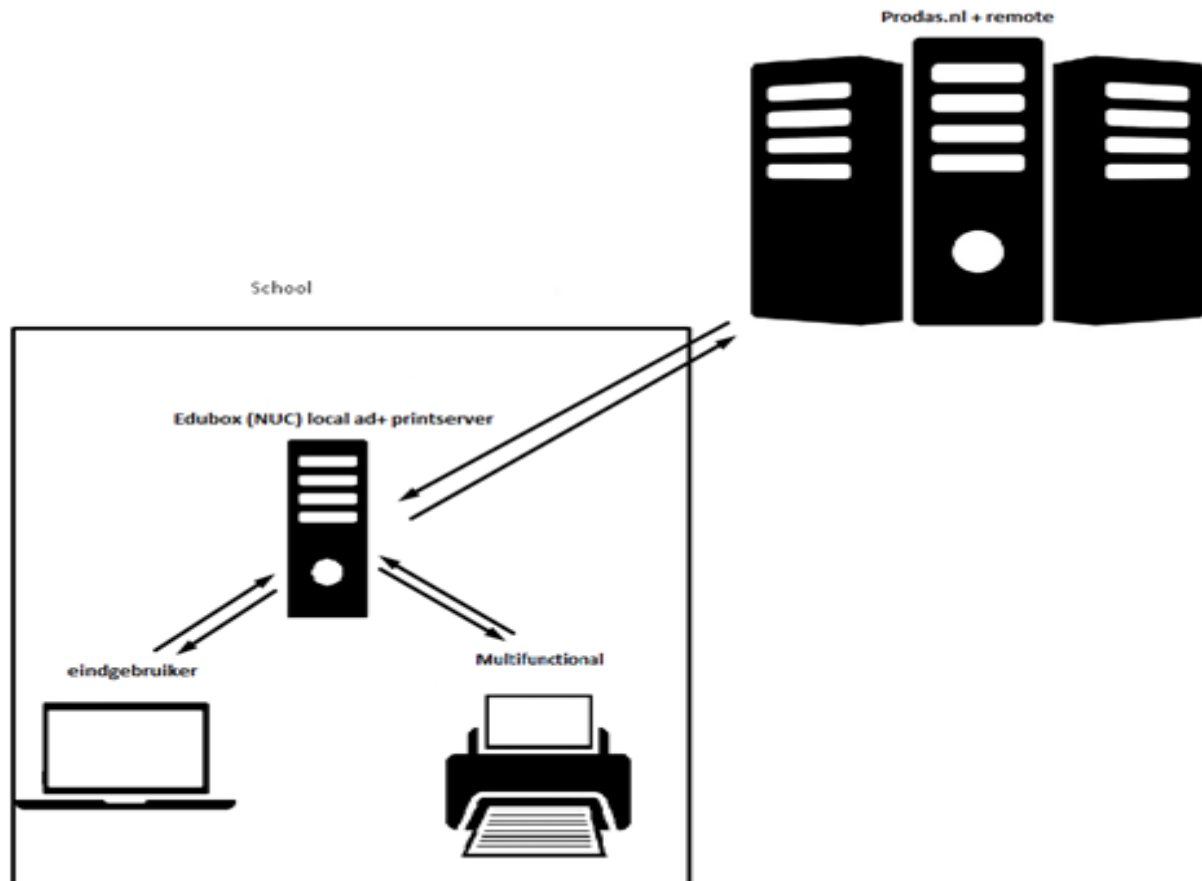 Prodas.nl + remote
School
Edubox (NUC) local ad+ printserver
eindgebruiker
Multifunctional